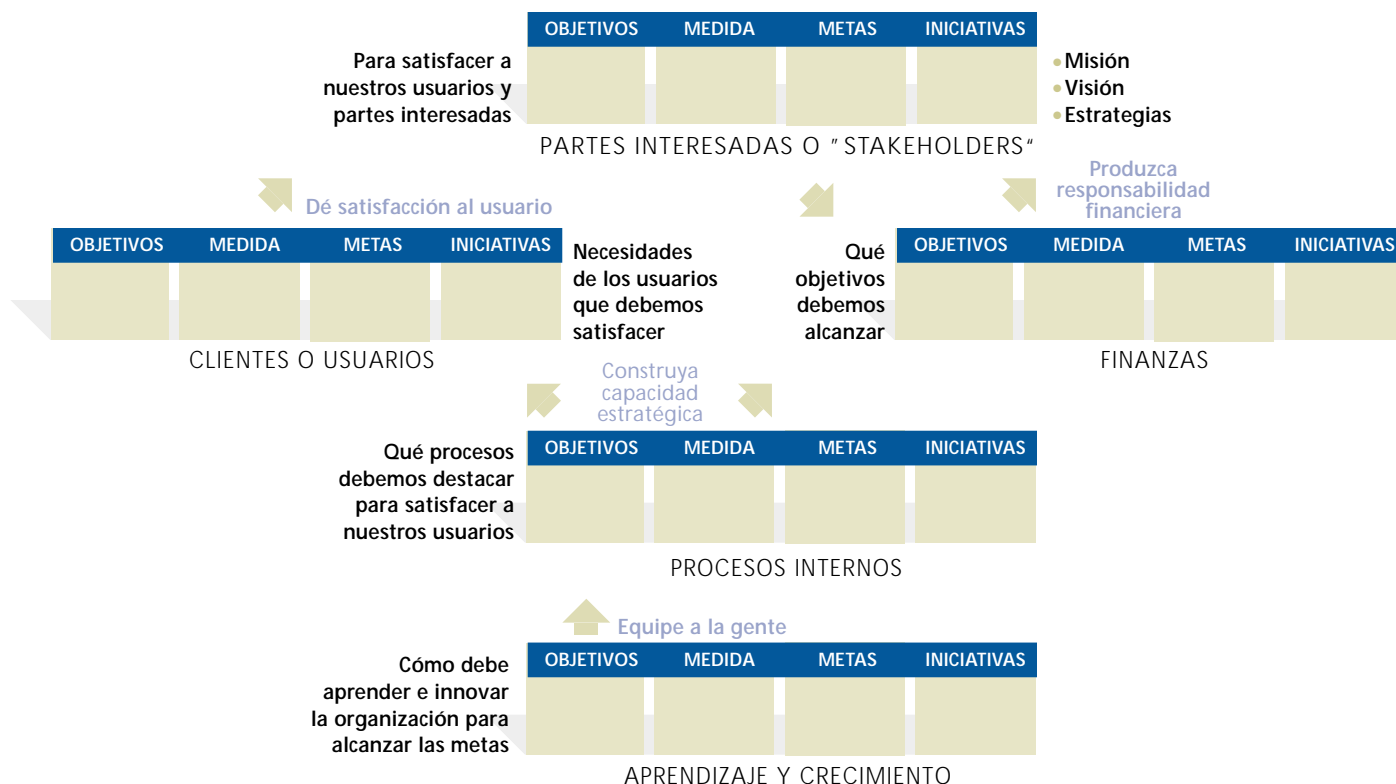 OBJETIVOS MEDIDA METAS INICIATIVAS
Para satisfacer a
nuestros usuarios y
partes interesadas
• Misión
• Visión
• Estrategias
PARTES INTERESADAS O "STAKEHOLDERS"
Dé satisfacción al usuario
Produzca
responsabilidad
financiera
OBJETIVOS MEDIDA METAS INICIATIVAS
Necesidades
de los usuarios
que debemos
satisfacer
CLIENTES O USUARIOS
Qué
objetivos
debemos
alcanzar
OBJETIVOS MEDIDA METAS INICIATIVAS
FINANZAS
Construya
capacidad
estratégica
Qué procesos
debemos destacar
para satisfacer a
nuestros usuarios
OBJETIVOS MEDIDA METAS INICIATIVAS
PROCESOS INTERNOS
Equipe a la gente
Cómo debe
aprender e innovar
la organización para
alcanzar las metas
OBJETIVOS MEDIDA METAS INICIATIVAS
APRENDIZAJE Y CRECIMIENTO